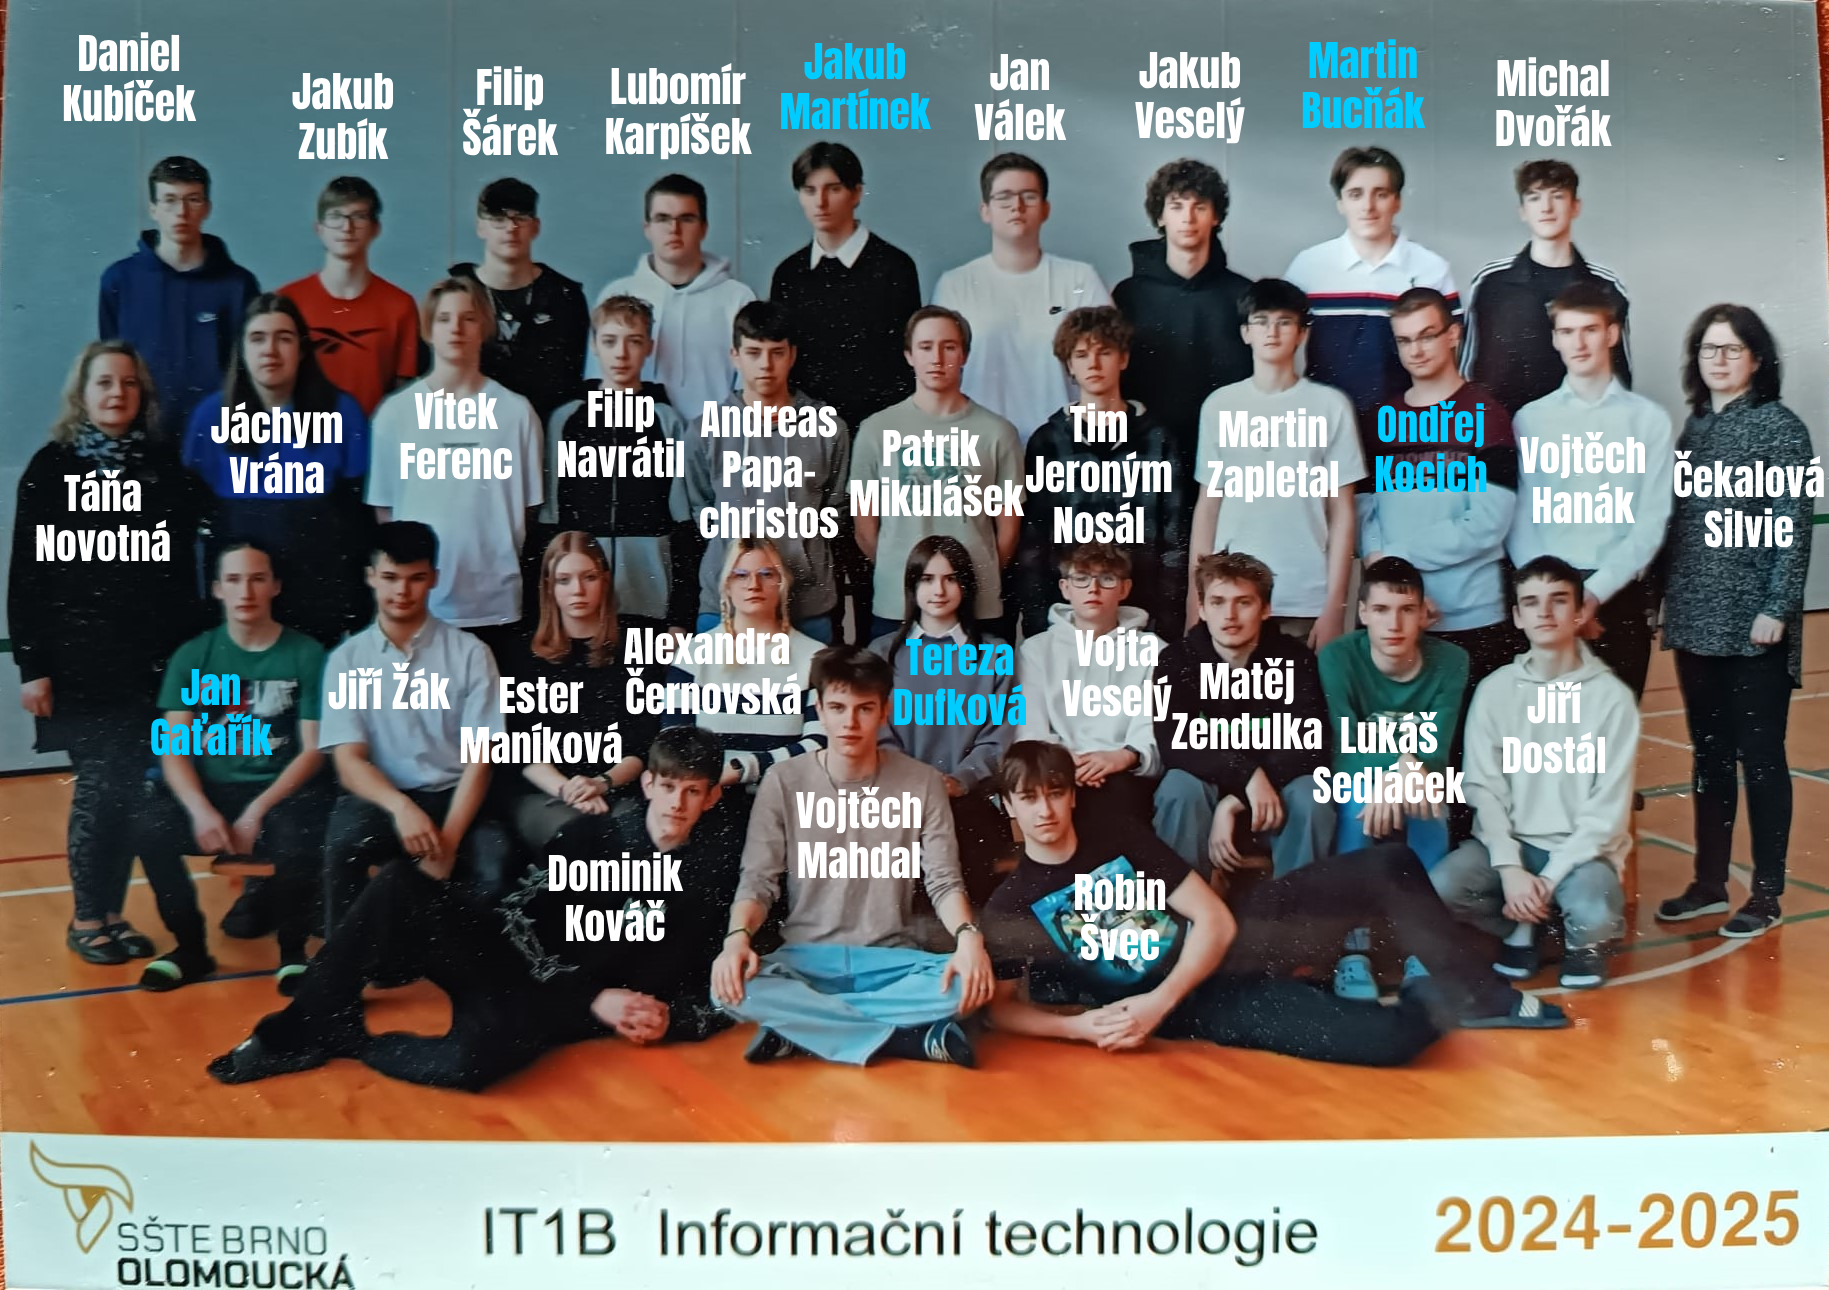 Daniel
Kubíček
Jakub
Zubík
Filip
Šárek
Lubomír
Karpíšek
Jakub
Martínek
Jan
Válek
Jakub
Veselý
Martin
Bucňák
Michal
Dvořák
Táňa
Novotná
Jáchym
Vrána
Vítek
Ferenc
Filip
Navrátil
Andreas
Papa-
christos
Patrik
Mikulášek
Tim
Jeroným
Nosál
Martin
Zapletal
Ondřej
Kocich
Vojtěch
Hanák
Čekalová
Silvie
Jan
Gaťařík
Jiří Žák
Ester
Maníková
Alexandra
Černovská
Tereza
Dufková
Vojta
Veselý
Matěj
Zendulka
Lukáš
Sedláček
Jiří
Dostál
Dominik
Kováč
Vojtěch
Mahdal
Robin
Švec
SŠTE BRNO
OLOMOUCKÁ
IT1B Informační technologie
2024-2025